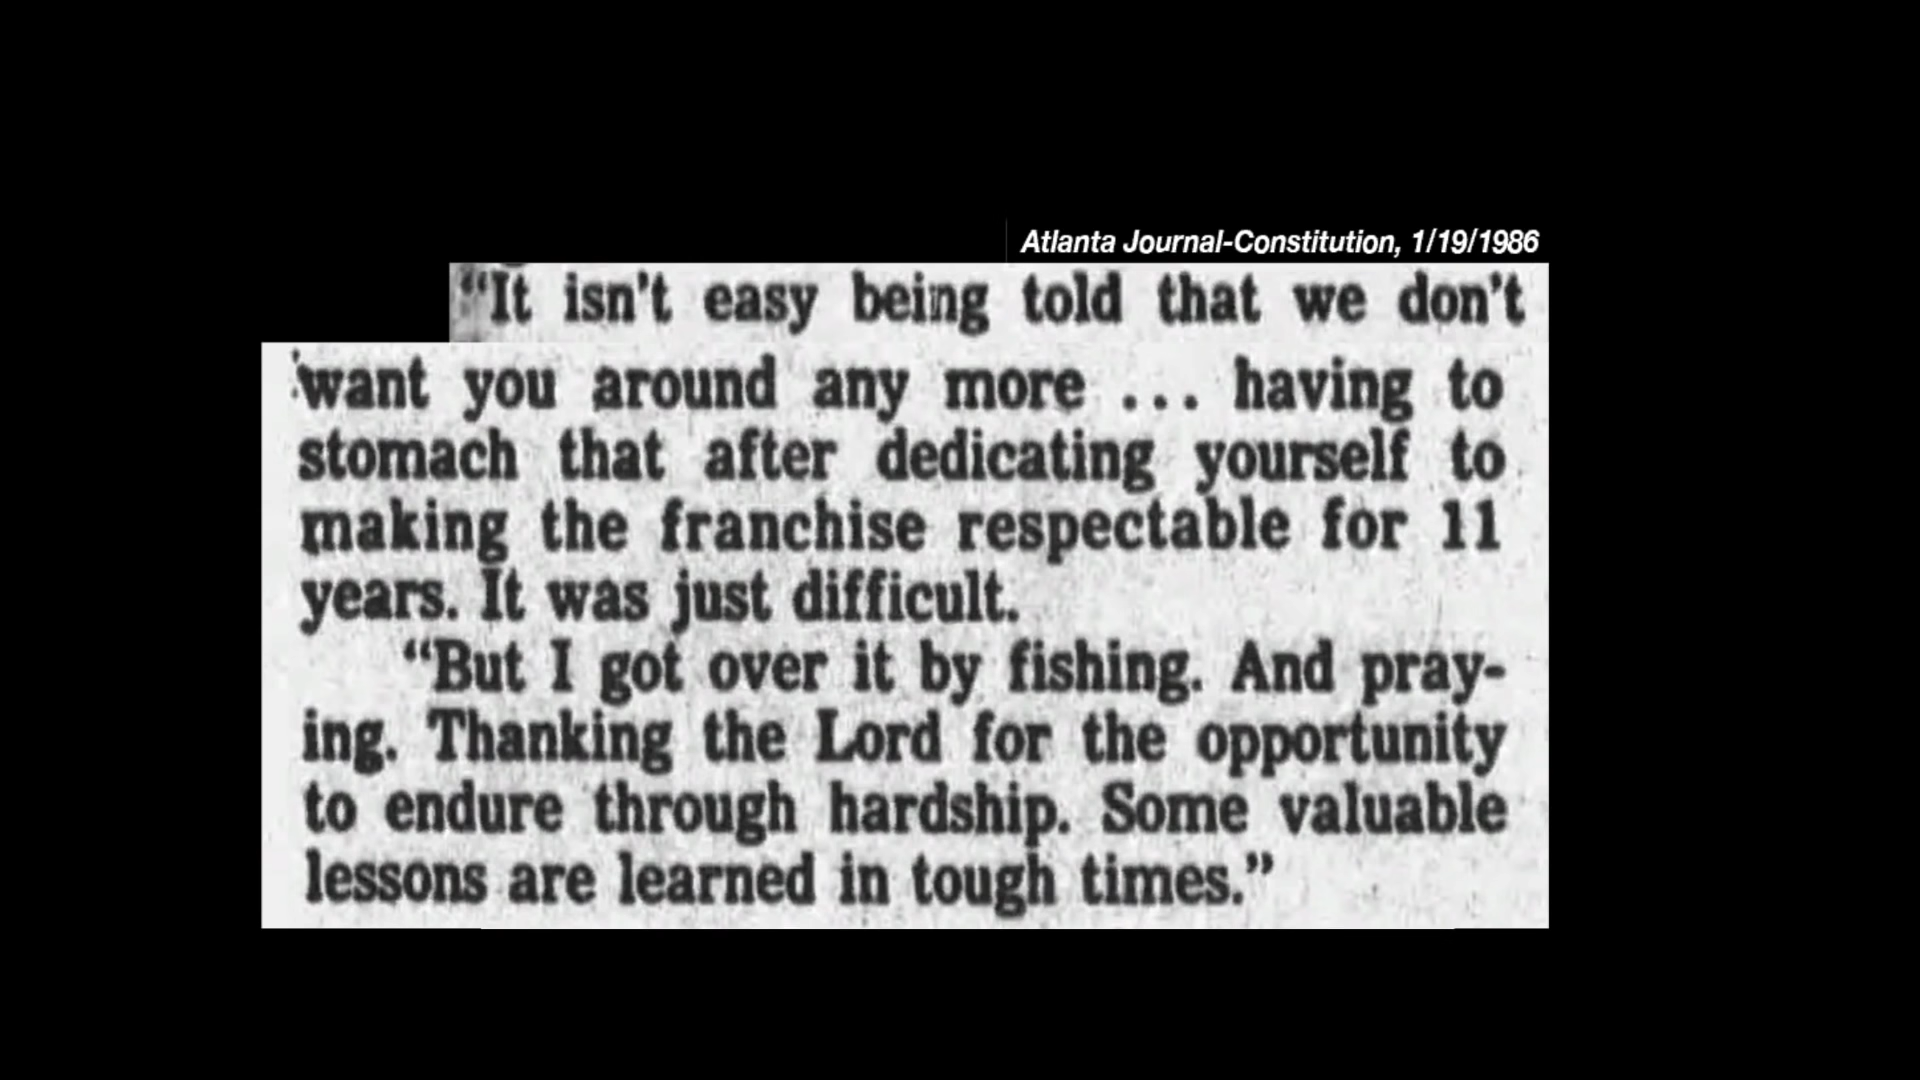 Atlanta Journal-Constitution, 1/19/1986
“It isn't easy being told that we don't
want you around any more ... having to
stomach that after dedicating yourself to
making the franchise respectable for 11
years. It was just difficult.
“But I got over it by fishing. And pray-
ing. Thanking the Lord for the opportunity
to endure through hardship. Some valuable
lessons are learned in tough times.”